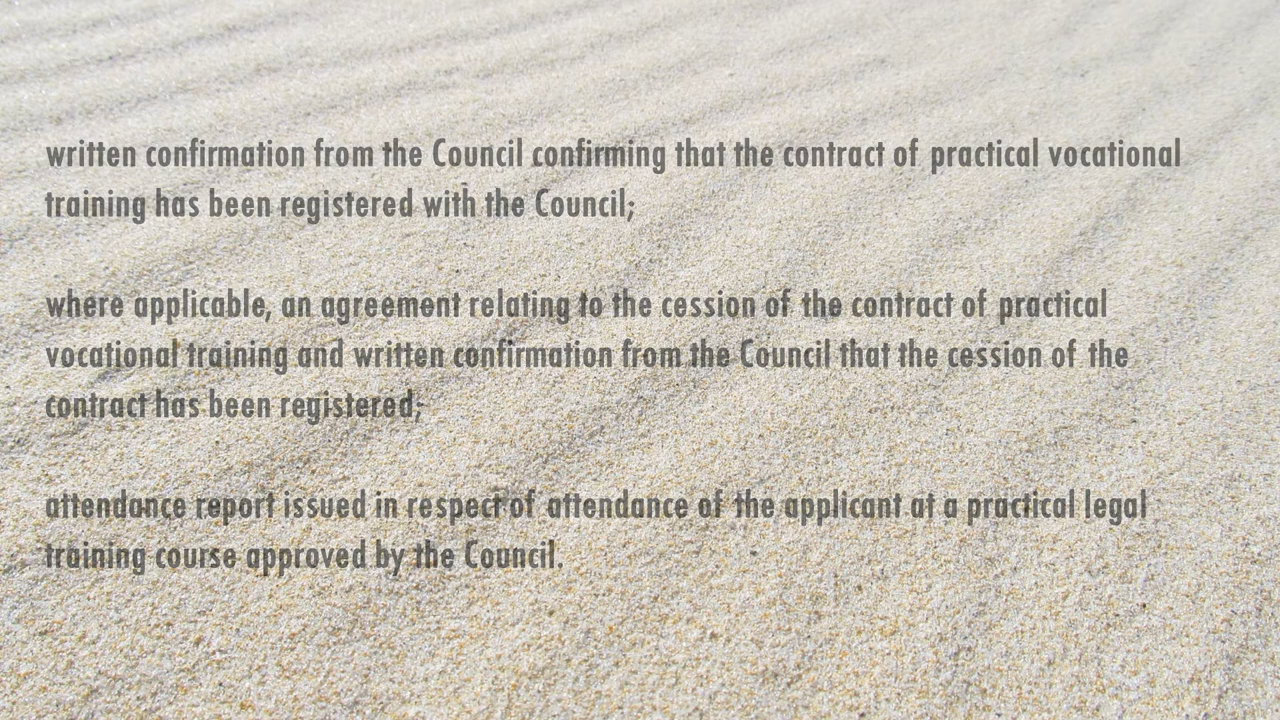 written confirmation from the Council confirming that the contract of practical vocational
training has been registered with the Council;
where applicable, an agreement relating to the cession of the contract of practical
vocational training and written confirmation from the Council that the cession of the
contract has been registered;
attendance report issued in respect of attendance of the applicant at a practical legal
training course approved by the Council.